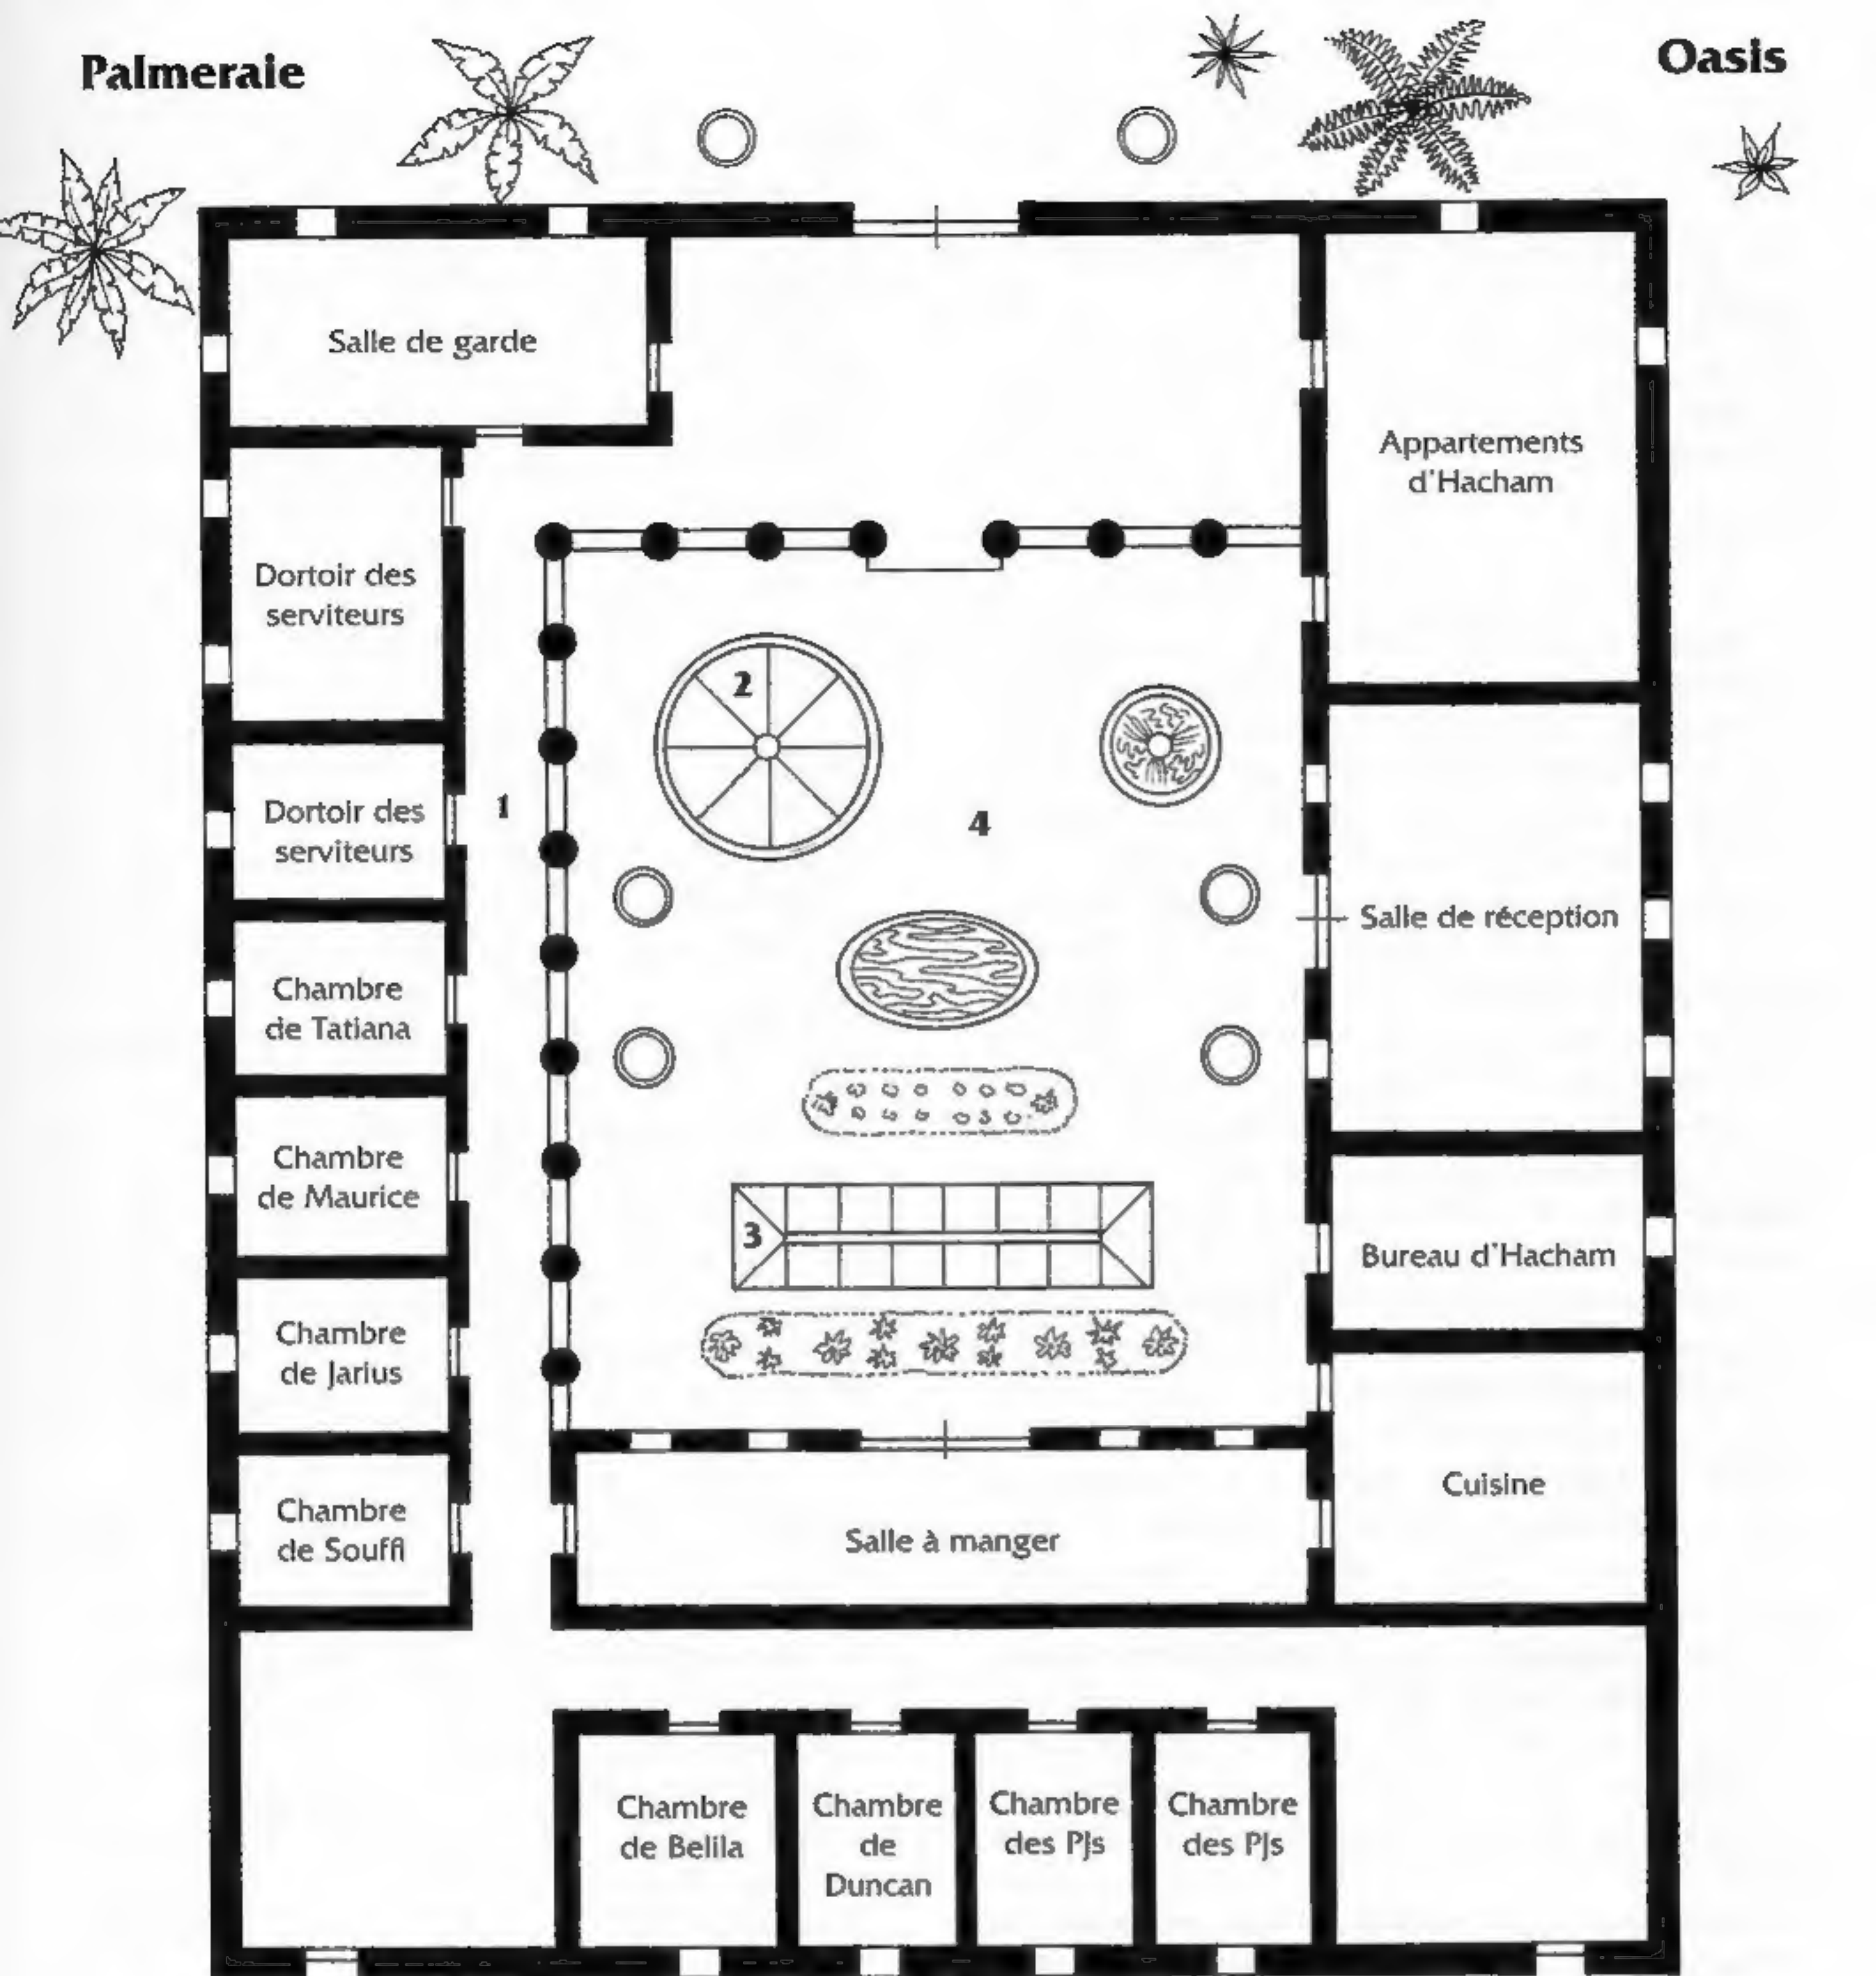 Palmeraie
Oasis
Salle de garde
Appartements
d'Hacham
Dortoir des
serviteurs
2
Dortoir des
serviteurs
1
4
Salle de réception
Chambre
de Tatiana
Chambre
de Maurice
3
Bureau d'Hacham
Chambre
de Jarius
Cuisine
Chambre
de Souffi
Salle à manger
Chambre
de Belila
Chambre
de
Duncan
Chambre
des PJs
Chambre
des PJs